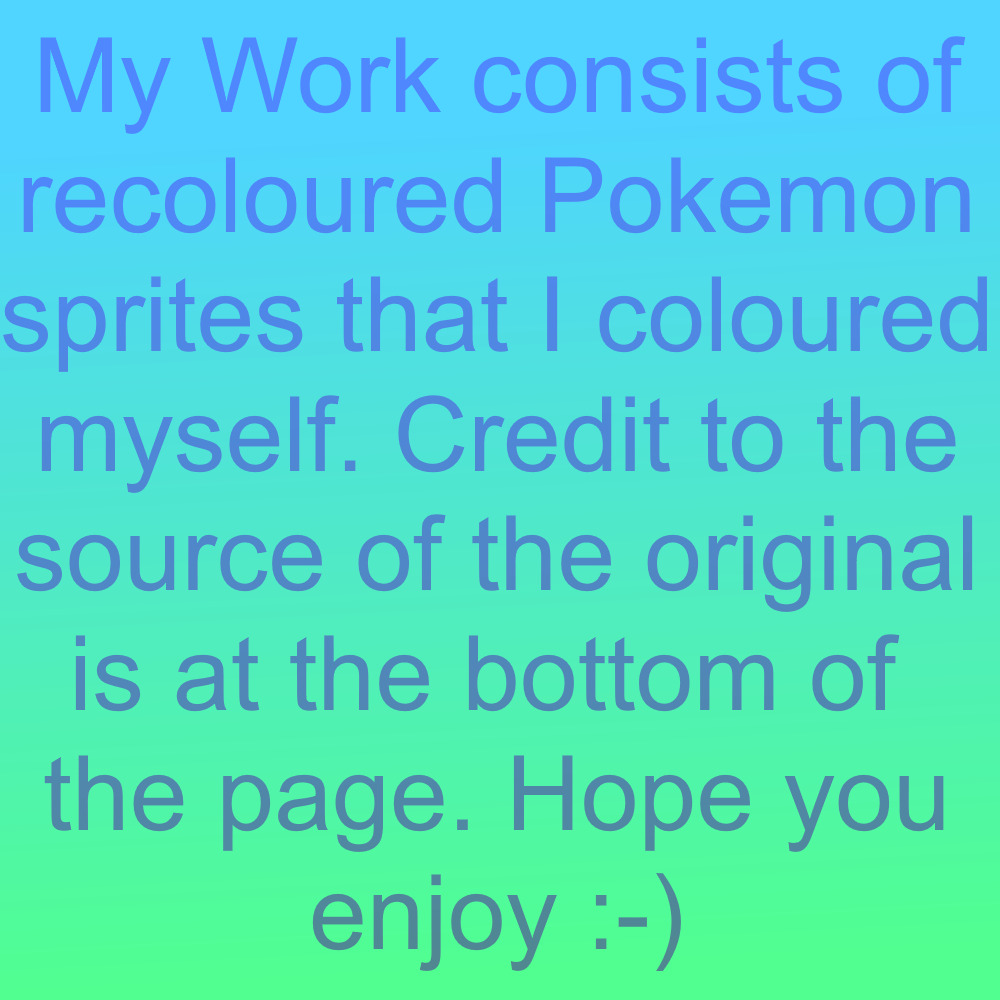 My Work consists of
recoloured Pokemon
sprites that I coloured
myself. Credit to the
source of the original
is at the bottom of
the page. Hope you
enjoy :-)